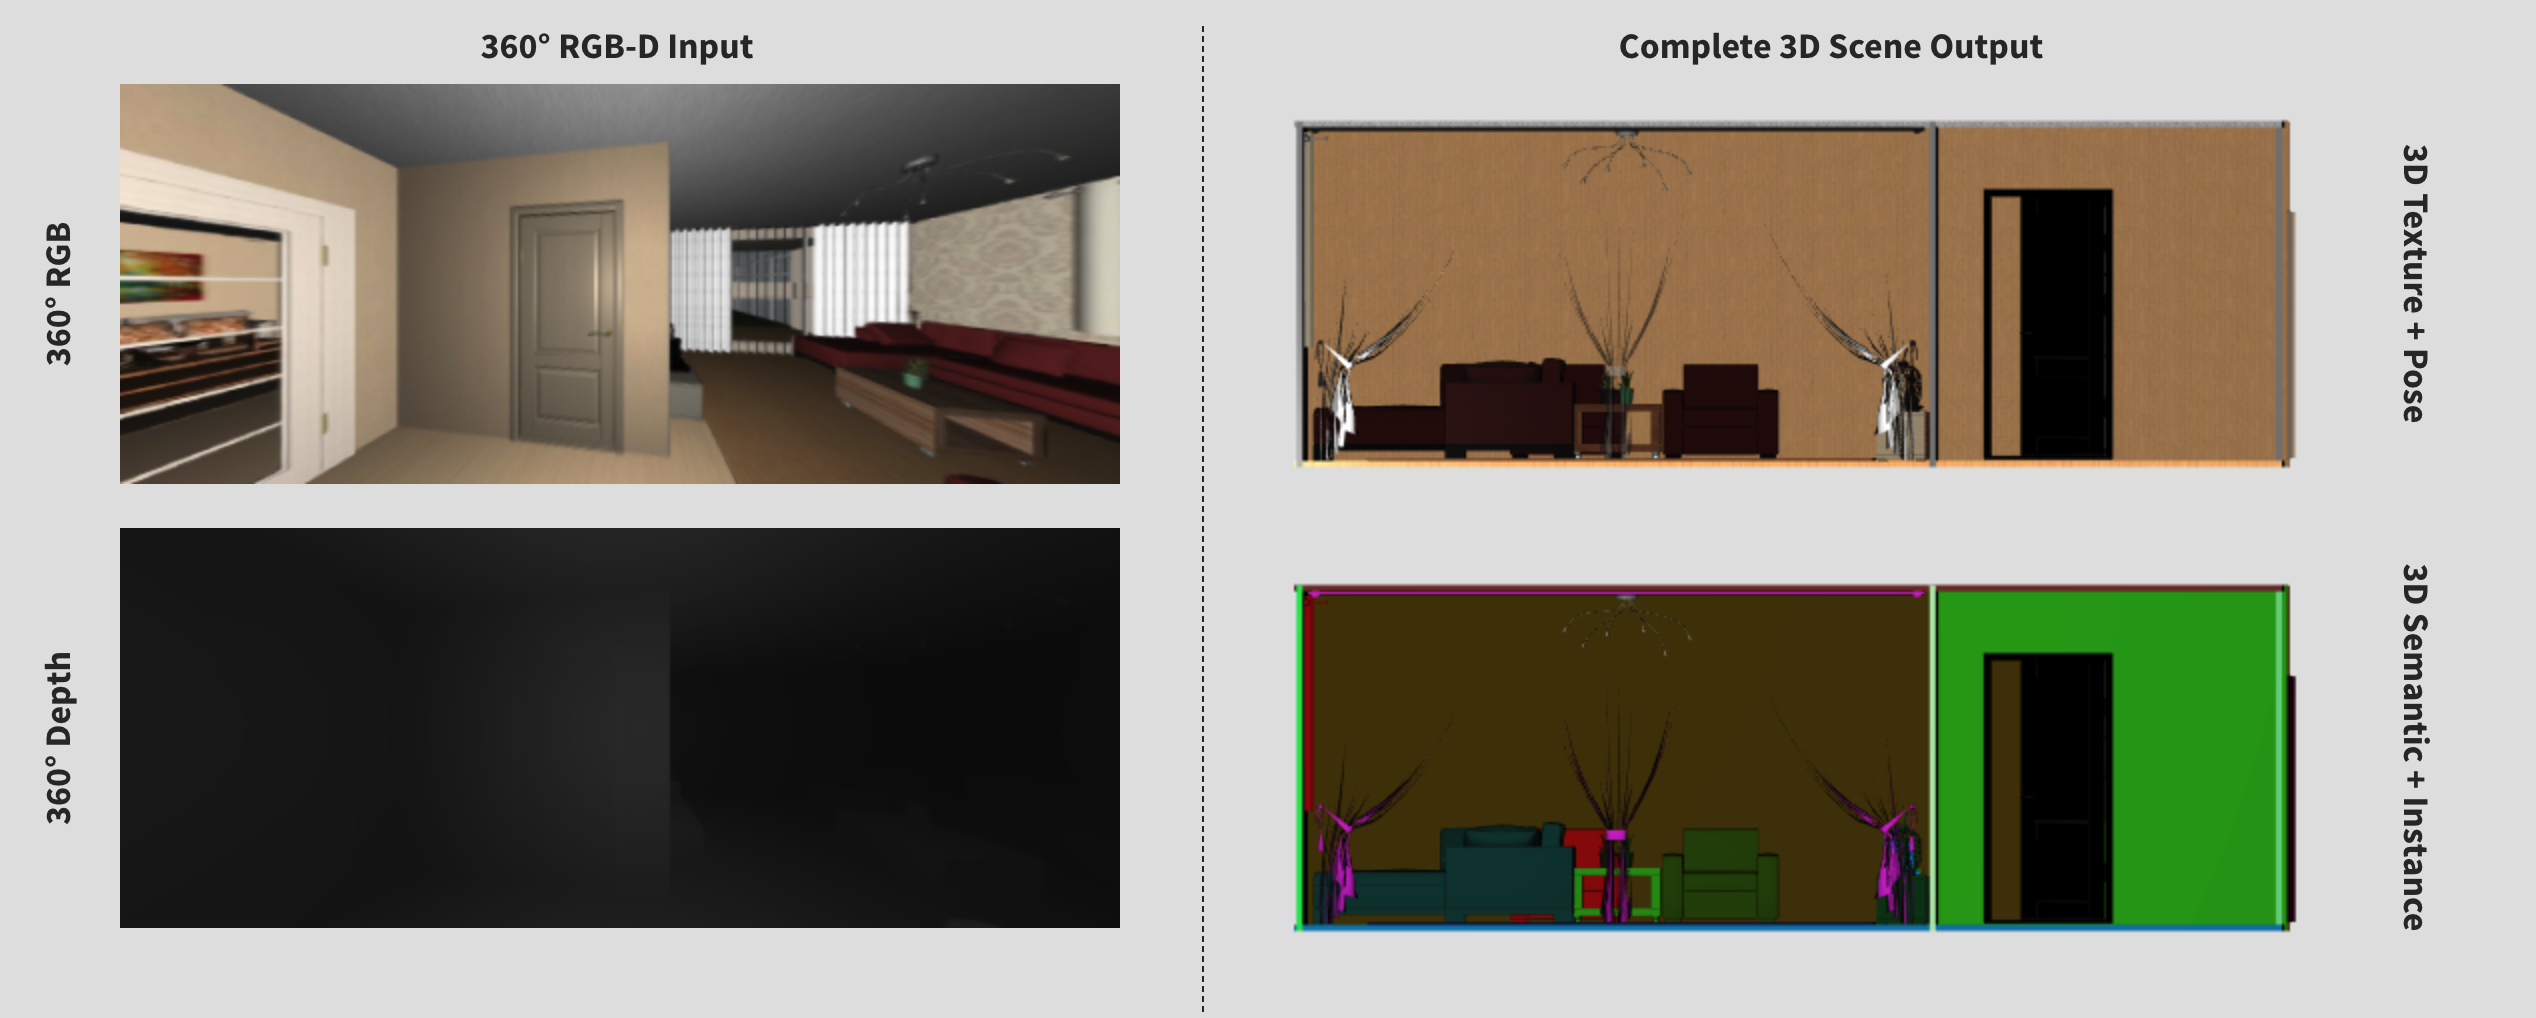 360° RGB-D Input
Complete 3D Scene Output
360° RGB
3D Texture + Pose
360° Depth
3D Semantic + Instance